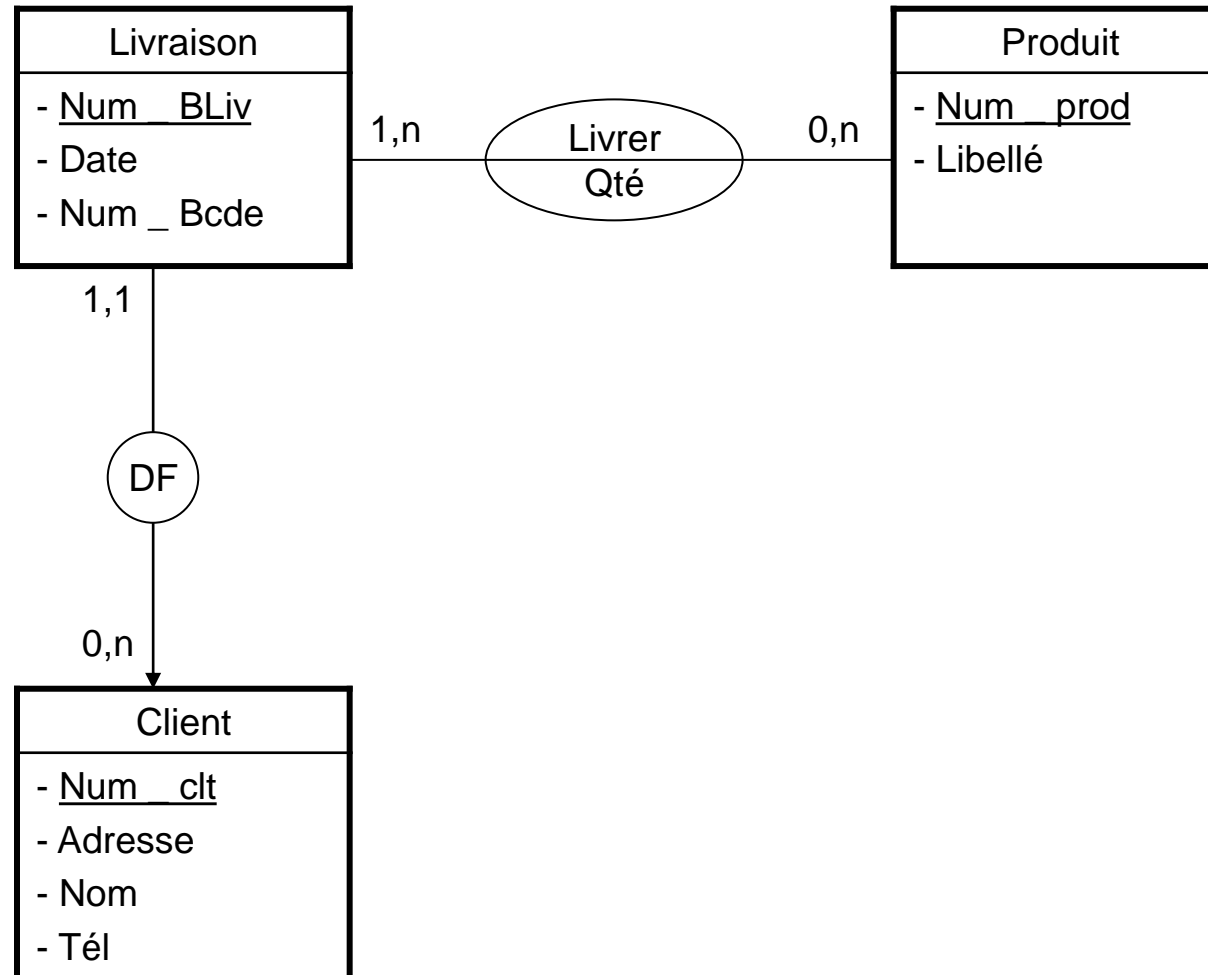 Livraison
- Num _ BLiv
- Date
- Num _ Bcde
1,n
Livrer
Qté
0,n
Produit
- Num _ prod
- Libellé
1,1
DF
0,n
Client
- Num _ clt
- Adresse
- Nom
- Tél